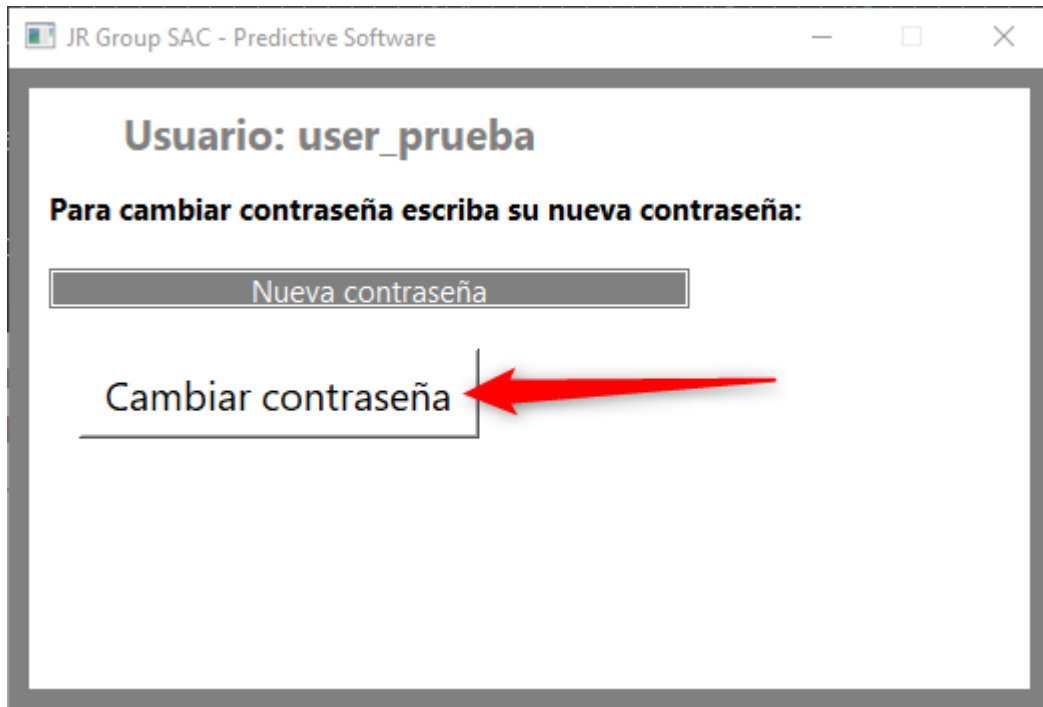 JR Group SAC - Predictive Software
Usuario: user_prueba
Para cambiar contraseña escriba su nueva contraseña:
Nueva contraseña
Cambiar contraseña